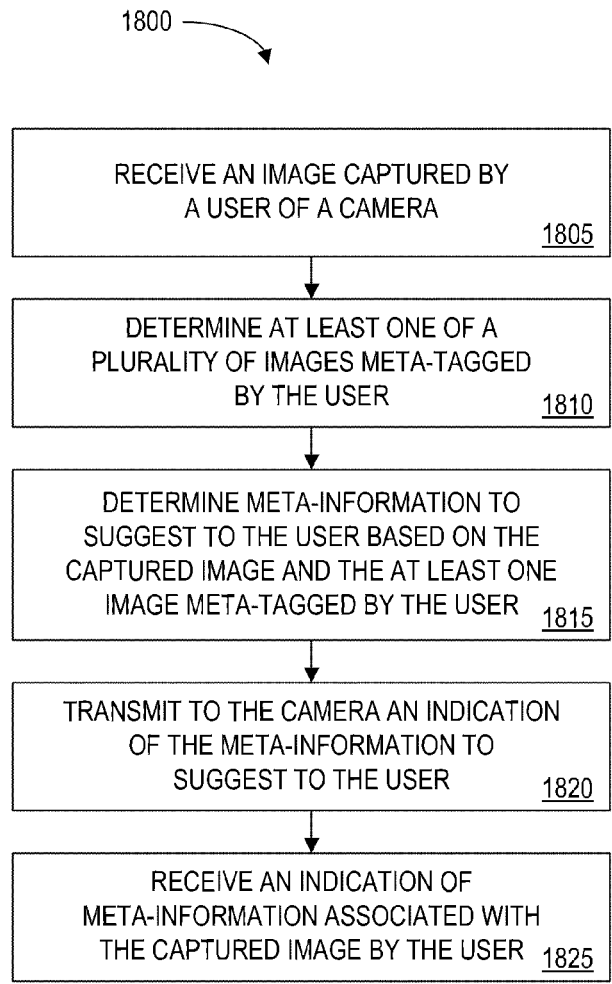 1800
RECEIVE AN IMAGE CAPTURED BY
A USER OF A CAMERA
1805
DETERMINE AT LEAST ONE OF A
PLURALITY OF IMAGES META-TAGGED
BY THE USER
1810
DETERMINE META-INFORMATION TO
SUGGEST TO THE USER BASED ON THE
CAPTURED IMAGE AND THE AT LEAST ONE
IMAGE META-TAGGED BY THE USER
1815
TRANSMIT TO THE CAMERA AN INDICATION
OF THE META-INFORMATION TO
SUGGEST TO THE USER
1820
RECEIVE AN INDICATION OF
META-INFORMATION ASSOCIATED WITH
THE CAPTURED IMAGE BY THE USER
1825